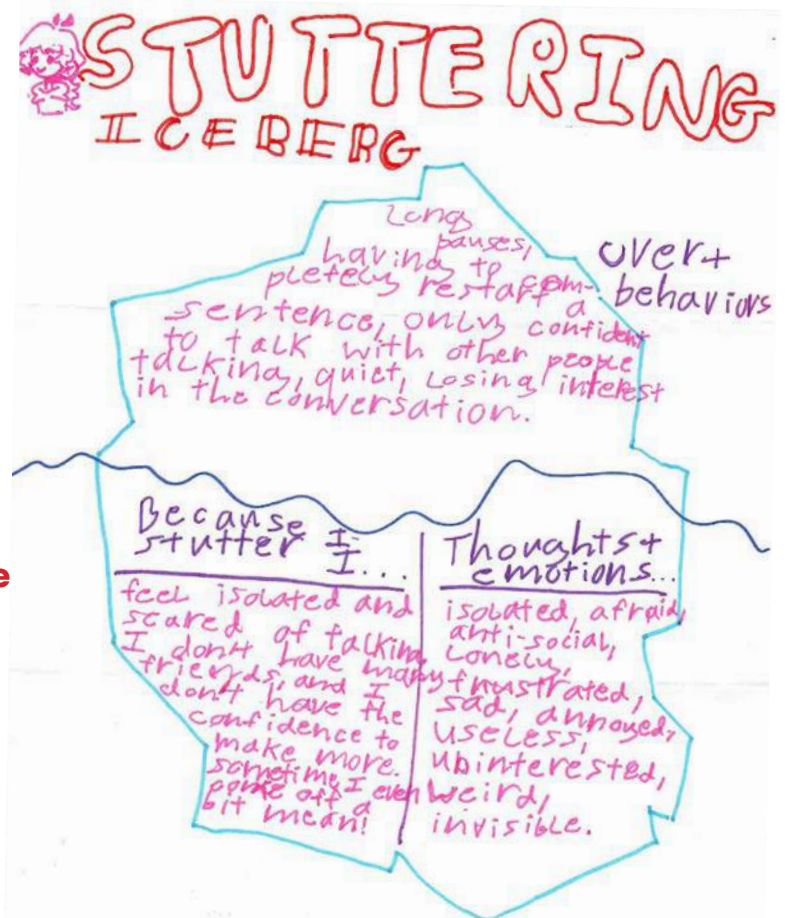 STUTTERING
ICEBERG
Long
pauses,
having to com-
pletely restart a
sentence, only confident
to talk with other people
talking, quiet, Losing interest
in the conversation.
overt
behaviors
Because I
stutter I...
feel isolated and
scared of talking
I don't have many
friends, and I
don't have the
confidence to
make more.
sometimes I even
come off a
bit mean!
Thoughts+
emotions...
isolated, afraid,
anti-social,
Lonely,
frustrated,
sad, annoyed,
useless,
ubinterested,
weird,
invisible.
e